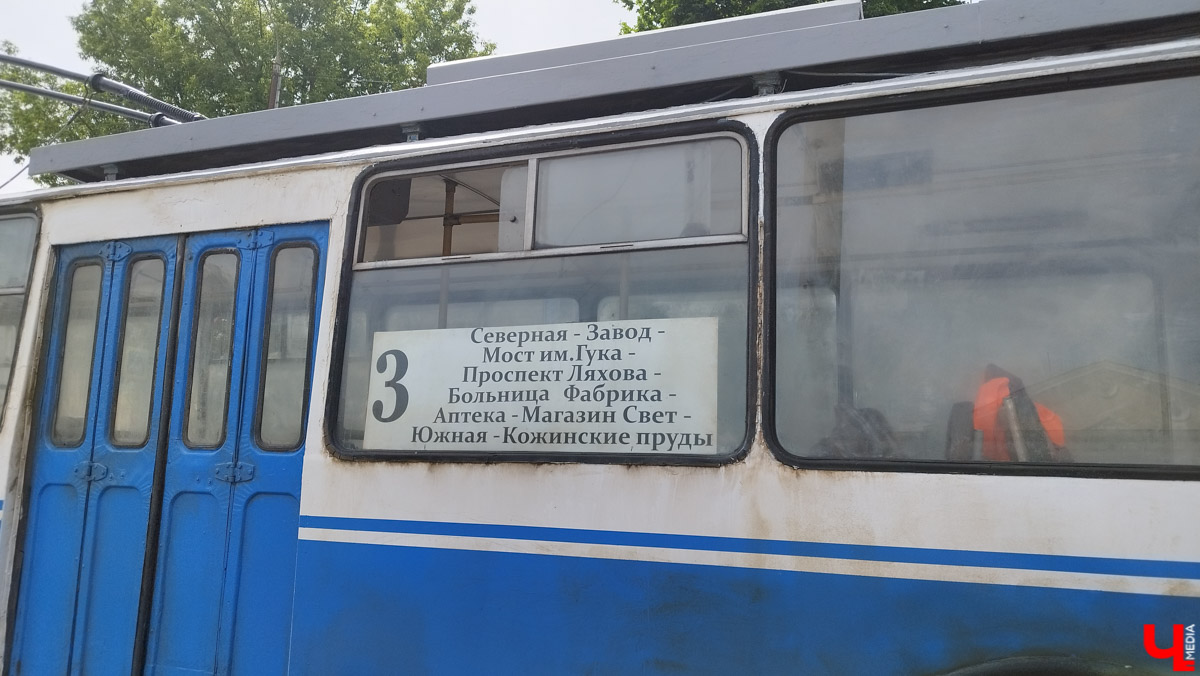 3
Северная - Завод -
Мост им.Гука -
Проспект Ляхова -
Больница Фабрика -
Аптека - Магазин Свет -
Южная - Кожинские пруды
Ч MEDIA